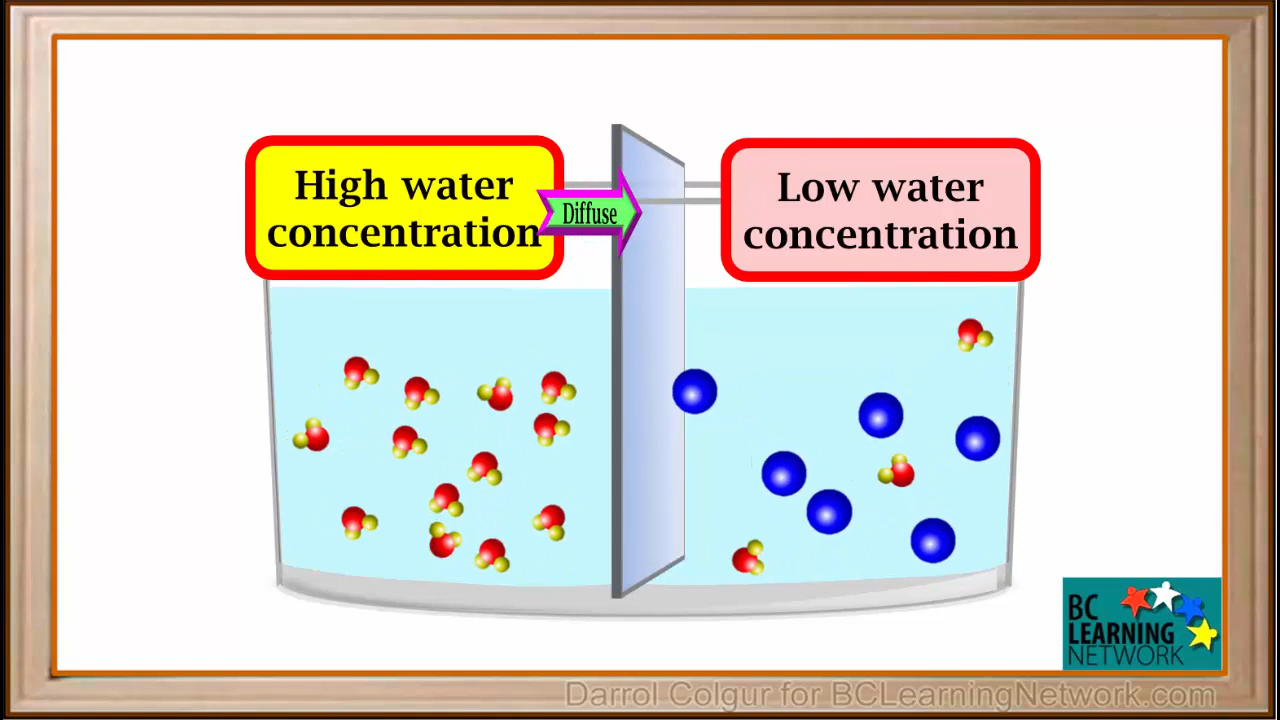 High water
concentration
Diffuse
Low water
concentration
BC
LEARNING
NETWORK
Darrol Colgur for BCLearningNetwork.com